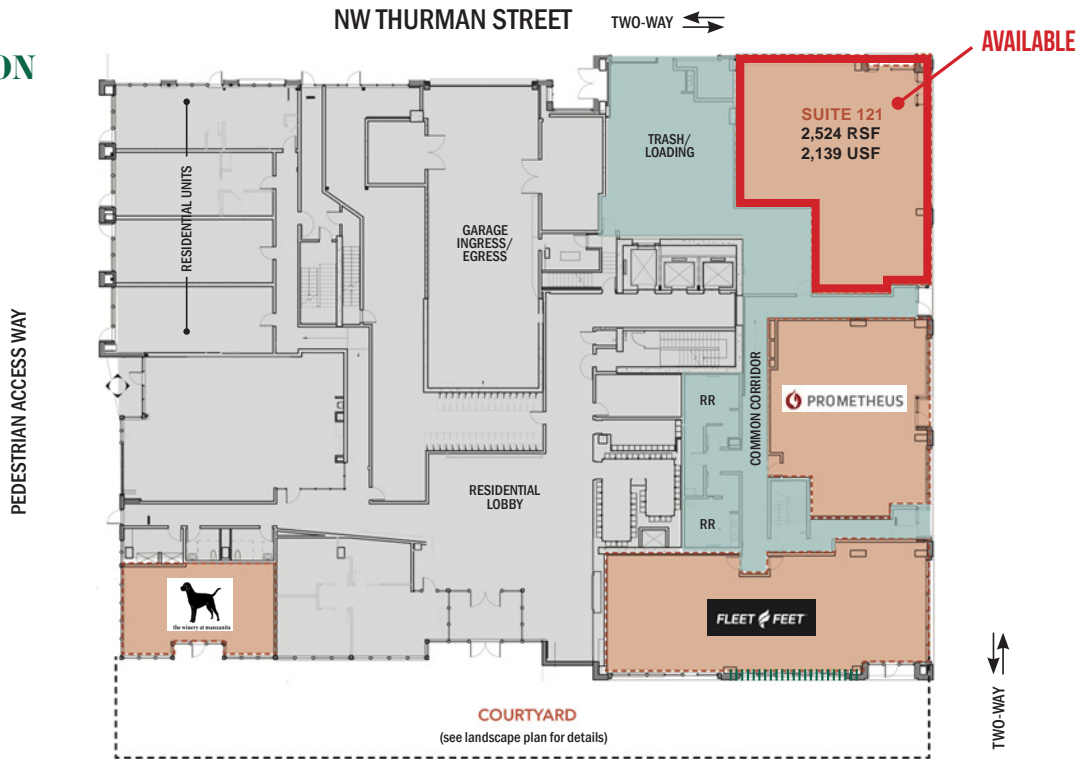 NW THURMAN STREET
TWO-WAY
AVAILABLE
ON
SUITE 121
2,524 RSF
2,139 USF
TRASH/
LOADING
RESIDENTIAL UNITS
GARAGE
INGRESS/
EGRESS
PEDESTRIAN ACCESS WAY
COMMON CORRIDOR
RR
PROMETHEUS
RESIDENTIAL
LOBBY
RR
the winery at manzanita
FLEET FEET
TWO-WAY
COURTYARD
(see landscape plan for details)